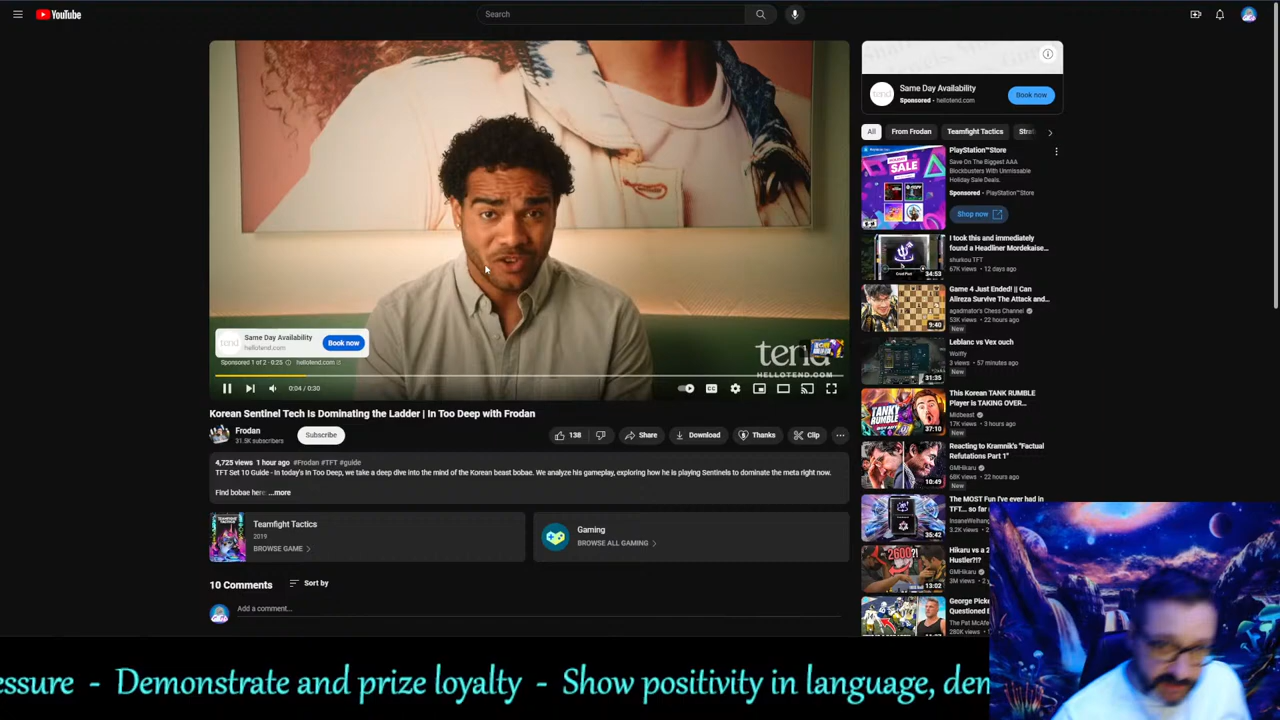 YouTube
Search
Same Day Availability
Sponsored · hellotend.com
Book now
tend
All
From Frodan
Teamfight Tactics
PlayStation™Store
Save On The Biggest AAA
Blockbusters With Unmissable
Holiday Sale Deals.
Sponsored · PlayStation™Store
Shop now
SALE
I took this and immediately
found a Headliner Mordekaise...
shurkou TFT
67K views · 12 days ago
34:53
Game 4 Just Ended! || Can
Alireza Survive The Attack and...
agadmator's Chess Channel
53K views · 22 hours ago
New
9:40
Leblanc vs Vex ouch
3 views · 57 minutes ago
New
31:35
This Korean TANK RUMBLE
Player is TAKING OVER...
Midbeast
17K views · 3 hours ago
New
37:10
Reacting to Kramnik's "Factual
Refutations Part 1"
GMHikaru
68K views · 22 hours ago
New
10:49
The MOST Fun I've ever had in
TFT... so far
35:42
Hikaru vs a 2
Hustler?!?
GMHikaru
3M views
2600?!
13:02
George Picke
Questioned E
The Pat McAfe
280K views
Same Day Availability
hellotend.com
Book now
Sponsored 1 of 2 · 0:25
hellotend.com
tend
HELLOTEND.COM
0:04 / 0:30
Korean Sentinel Tech Is Dominating the Ladder | In Too Deep with Frodan
Frodan
31.5K subscribers
Subscribe
138
Share
Download
Thanks
Clip
4,725 views 1 hour ago #Frodan #TFT #guide
TFT Set 10 Guide - In today's In Too Deep, we take a deep dive into the mind of the Korean beast bobae. We analyze his gameplay, exploring how he is playing Sentinels to dominate the meta right now.
Find bobae here: ...more
Teamfight Tactics
2019
BROWSE GAME
Gaming
BROWSE ALL GAMING
10 Comments
Sort by
Add a comment...
essure - Demonstrate and prize loyalty - Show positivity in language, den